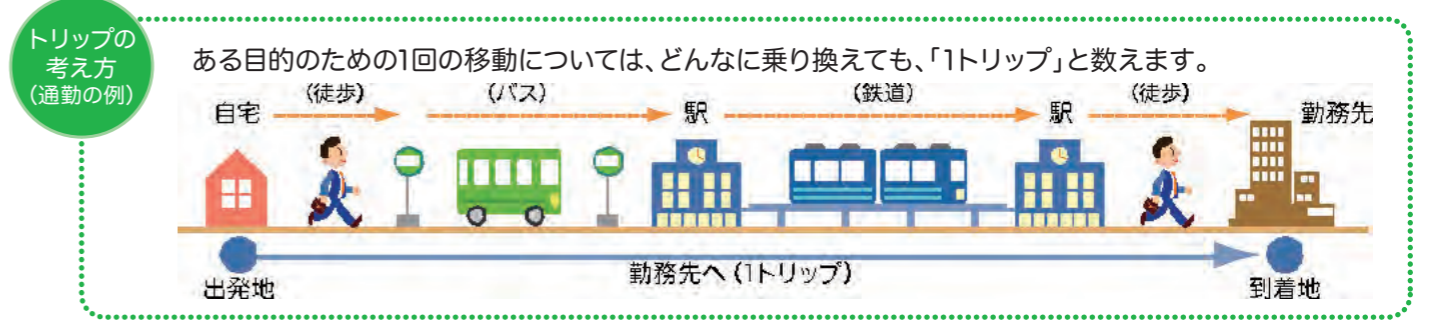 トリップの
考え方
(通勤の例)
ある目的のための1回の移動については、どんなに乗り換えても、「1トリップ」と数えます。
自宅 (徒歩) (バス) 駅 (鉄道) 駅 (徒歩) 勤務先
勤務先へ(1トリップ)
出発地 到着地